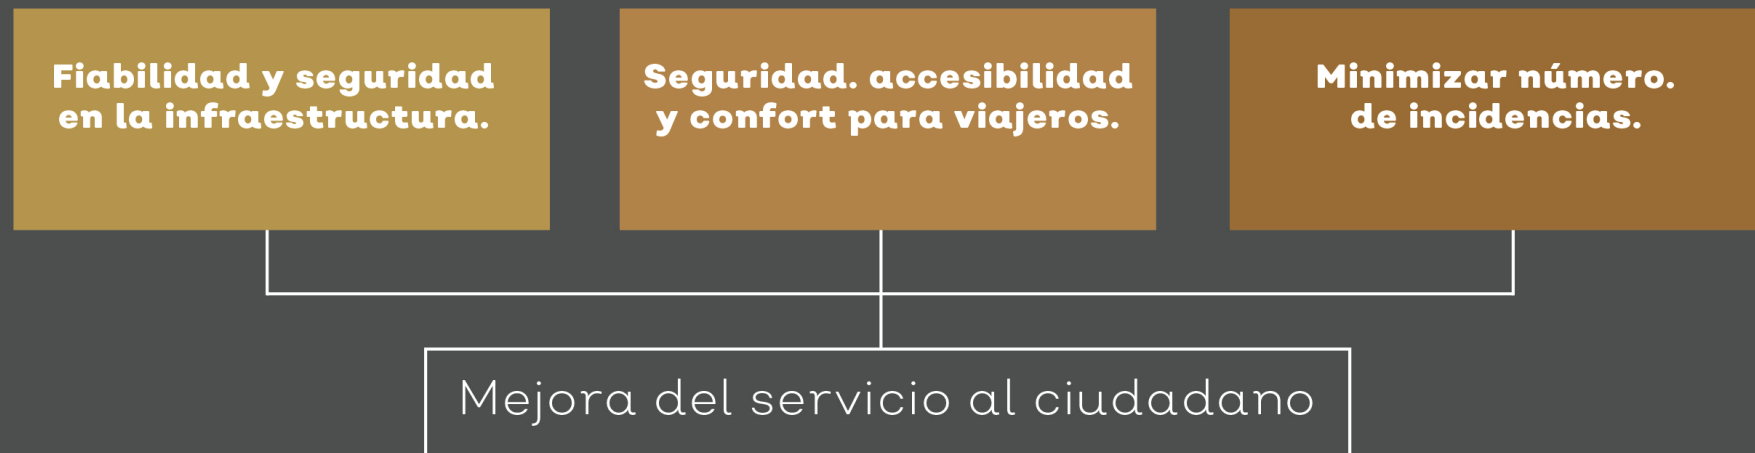 Fiabilidad y seguridad
en la infraestructura.
Seguridad. accesibilidad
y confort para viajeros.
Minimizar número.
de incidencias.
Mejora del servicio al ciudadano